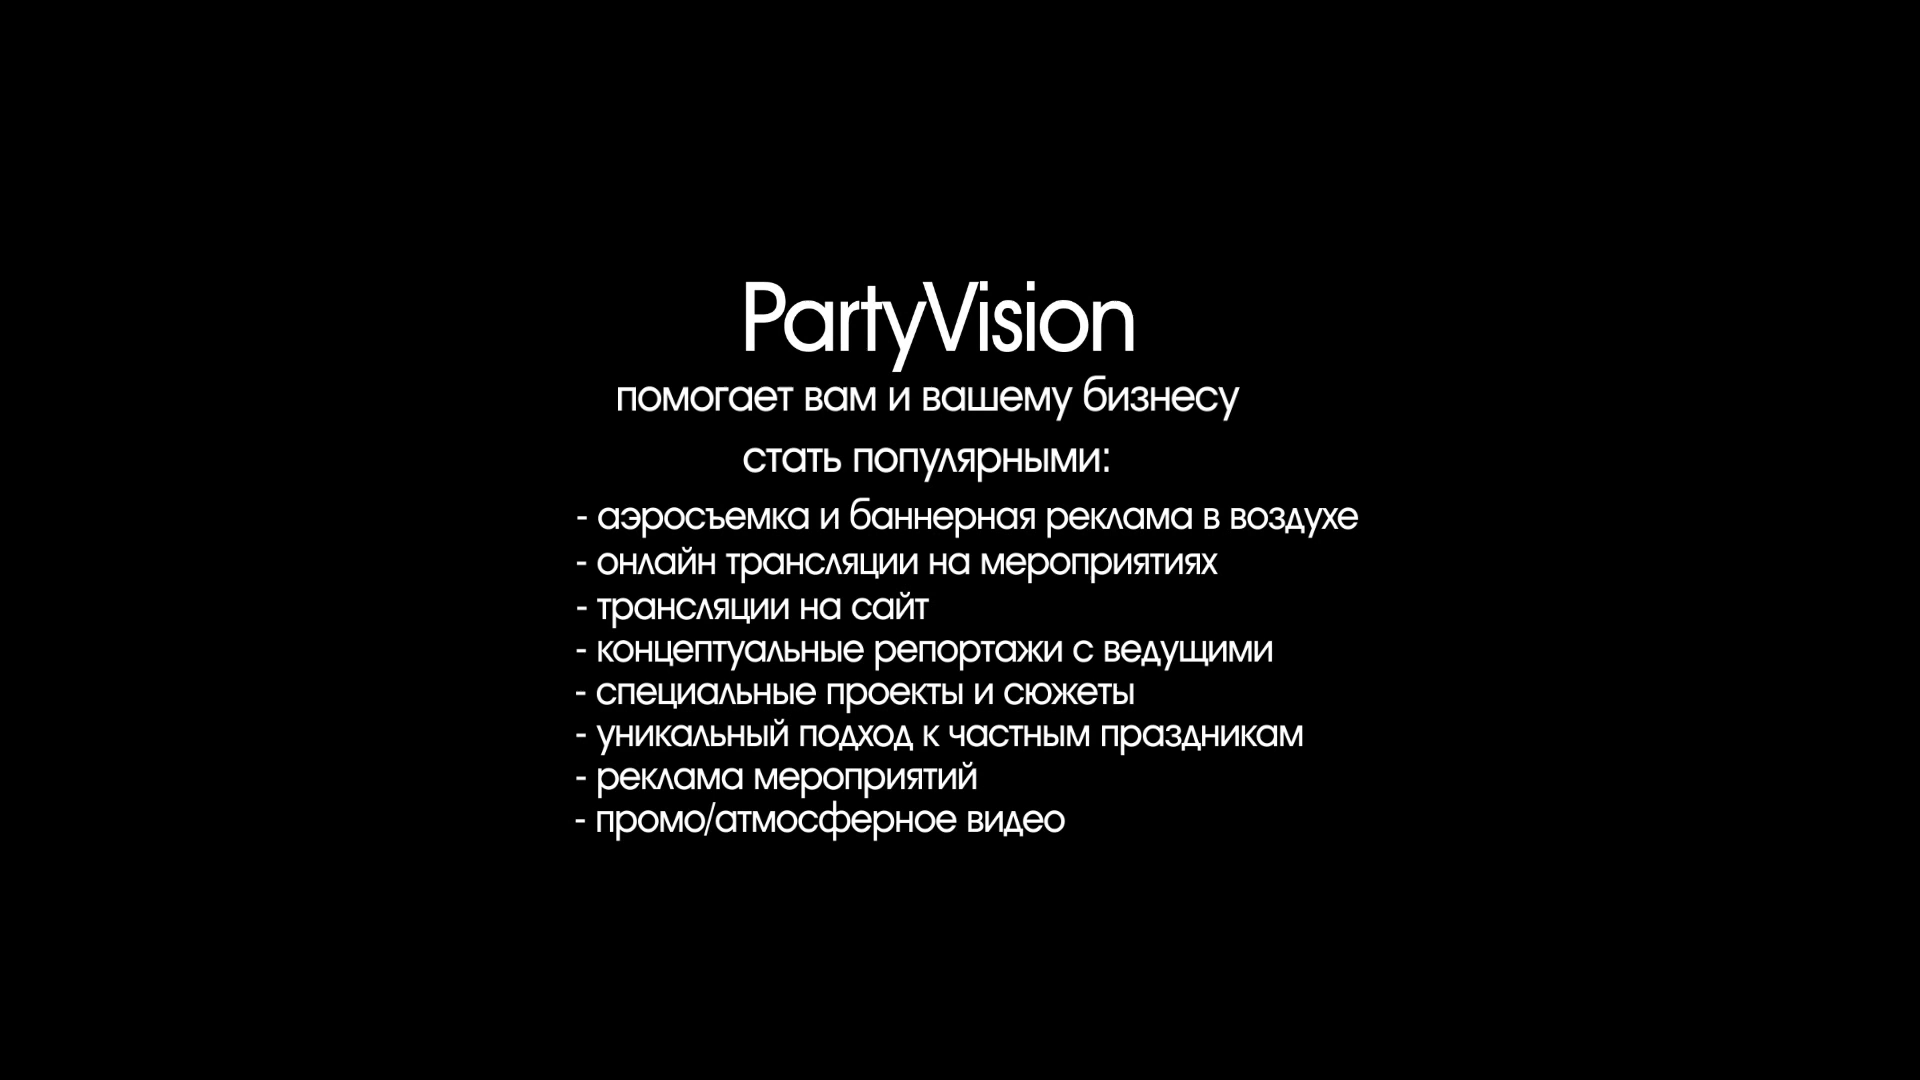 PartyVision
помогает вам и вашему бизнесу
стать популярными:
- аэросъемка и баннерная реклама в воздухе
- онлайн трансляции на мероприятиях
- трансляции на сайт
- концептуальные репортажи с ведущими
- специальные проекты и сюжеты
- уникальный подход к частным праздникам
- реклама мероприятий
- промо/атмосферное видео